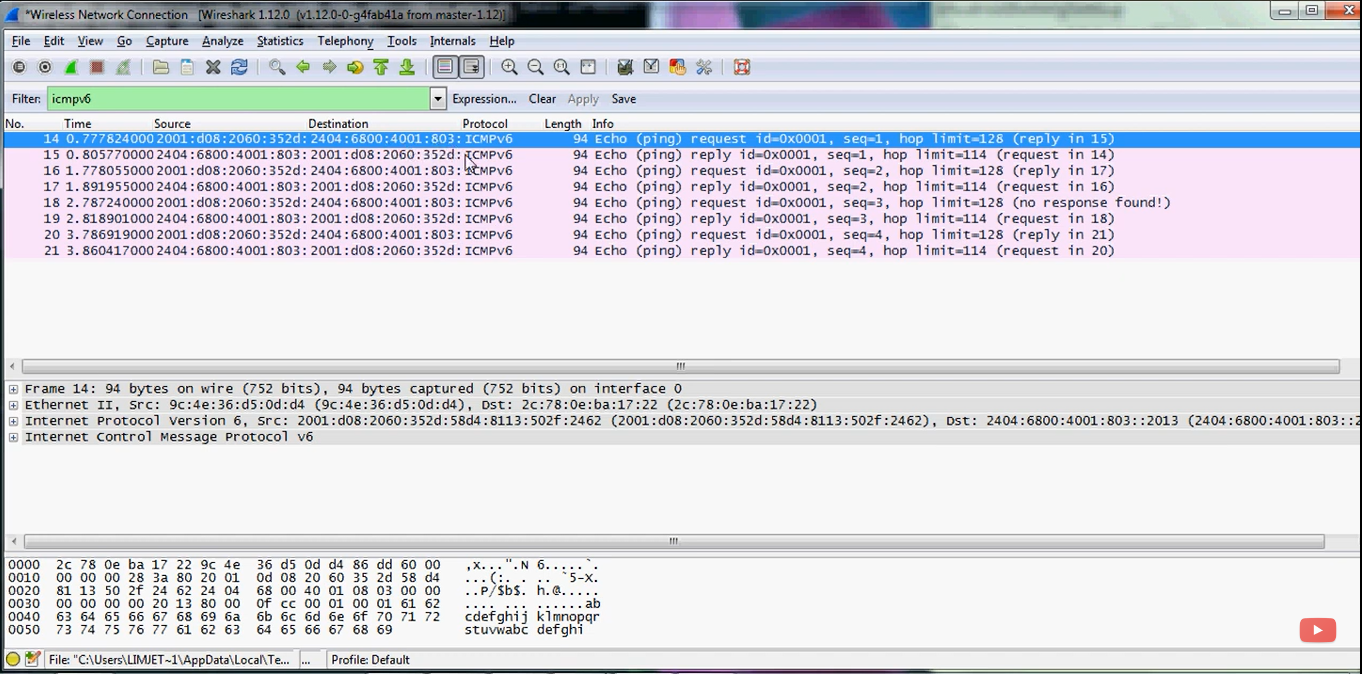 *Wireless Network Connection [Wireshark 1.12.0 (v1.12.0-0-g4fab41a from master-1.12)]
File Edit View Go Capture Analyze Statistics Telephony Tools Internals Help
Filter: icmpv6 Expression... Clear Apply Save
No. Time Source Destination Protocol Length Info
14 0.777824000 2001:d08:2060:352d: 2404:6800:4001:803: ICMPv6 94 Echo (ping) request id=0x0001, seq=1, hop limit=128 (reply in 15)
15 0.805770000 2404:6800:4001:803: 2001:d08:2060:352d: ICMPv6 94 Echo (ping) reply id=0x0001, seq=1, hop limit=114 (request in 14)
16 1.778055000 2001:d08:2060:352d: 2404:6800:4001:803: ICMPv6 94 Echo (ping) request id=0x0001, seq=2, hop limit=128 (reply in 17)
17 1.891955000 2404:6800:4001:803: 2001:d08:2060:352d: ICMPv6 94 Echo (ping) reply id=0x0001, seq=2, hop limit=114 (request in 16)
18 2.787240000 2001:d08:2060:352d: 2404:6800:4001:803: ICMPv6 94 Echo (ping) request id=0x0001, seq=3, hop limit=128 (no response found!)
19 2.818901000 2404:6800:4001:803: 2001:d08:2060:352d: ICMPv6 94 Echo (ping) reply id=0x0001, seq=3, hop limit=114 (request in 18)
20 3.786919000 2001:d08:2060:352d: 2404:6800:4001:803: ICMPv6 94 Echo (ping) request id=0x0001, seq=4, hop limit=128 (reply in 21)
21 3.860417000 2404:6800:4001:803: 2001:d08:2060:352d: ICMPv6 94 Echo (ping) reply id=0x0001, seq=4, hop limit=114 (request in 20)
Frame 14: 94 bytes on wire (752 bits), 94 bytes captured (752 bits) on interface 0
Ethernet II, Src: 9c:4e:36:d5:0d:d4 (9c:4e:36:d5:0d:d4), Dst: 2c:78:0e:ba:17:22 (2c:78:0e:ba:17:22)
Internet Protocol Version 6, Src: 2001:d08:2060:352d:58d4:8113:502f:2462 (2001:d08:2060:352d:58d4:8113:502f:2462), Dst: 2404:6800:4001:803::2013 (2404:6800:4001:803::2
Internet Control Message Protocol v6
0000 2c 78 0e ba 17 22 9c 4e 36 d5 0d d4 86 dd 60 00 ,x...".N 6.....`.
0010 00 00 00 28 3a 80 20 01 0d 08 20 60 35 2d 58 d4 ...(:. . .. `5-X.
0020 81 13 50 2f 24 62 24 04 68 00 40 01 08 03 00 00 ..P/$b$. h.@.....
0030 00 00 00 00 20 13 80 00 0f cc 00 01 00 01 61 62 .... ... ......ab
0040 63 64 65 66 67 68 69 6a 6b 6c 6d 6e 6f 70 71 72 cdefghij klmnopqr
0050 73 74 75 76 77 61 62 63 64 65 66 67 68 69 stuvwabc defghi
File: "C:\Users\LIMJET~1\AppData\Local\Te... ... Profile: Default